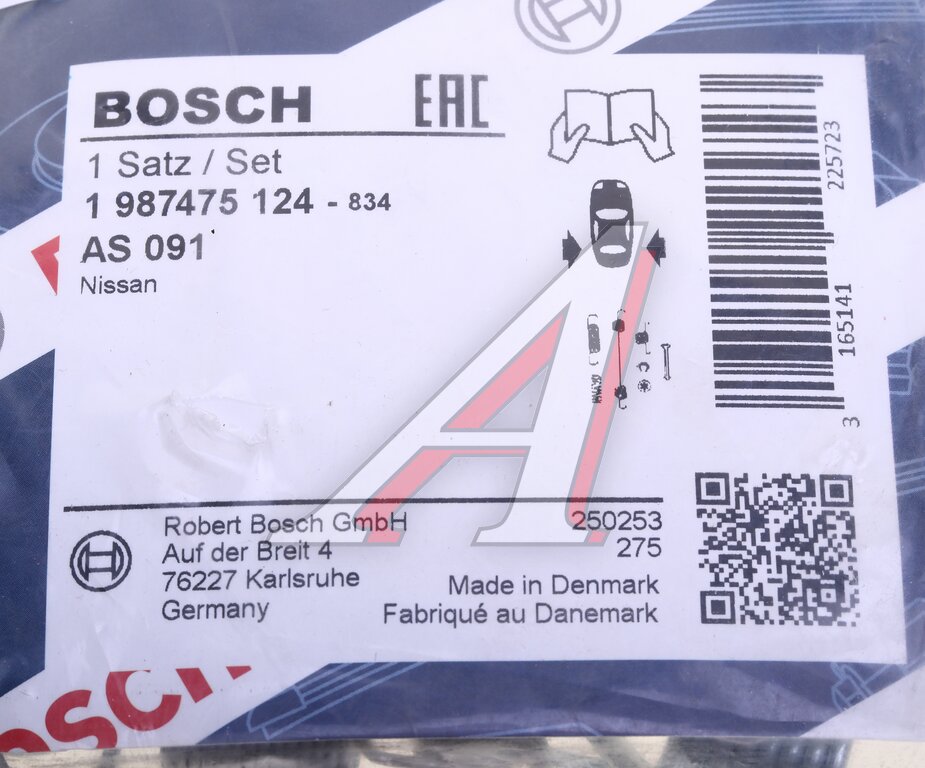 BOSCH
EAC
1 Satz / Set
1 987475 124 - 834
AS 091
Nissan
3 165141 225723
Robert Bosch GmbH
Auf der Breit 4
76227 Karlsruhe
Germany
250253
275
Made in Denmark
Fabriqué au Danemark
OSCH